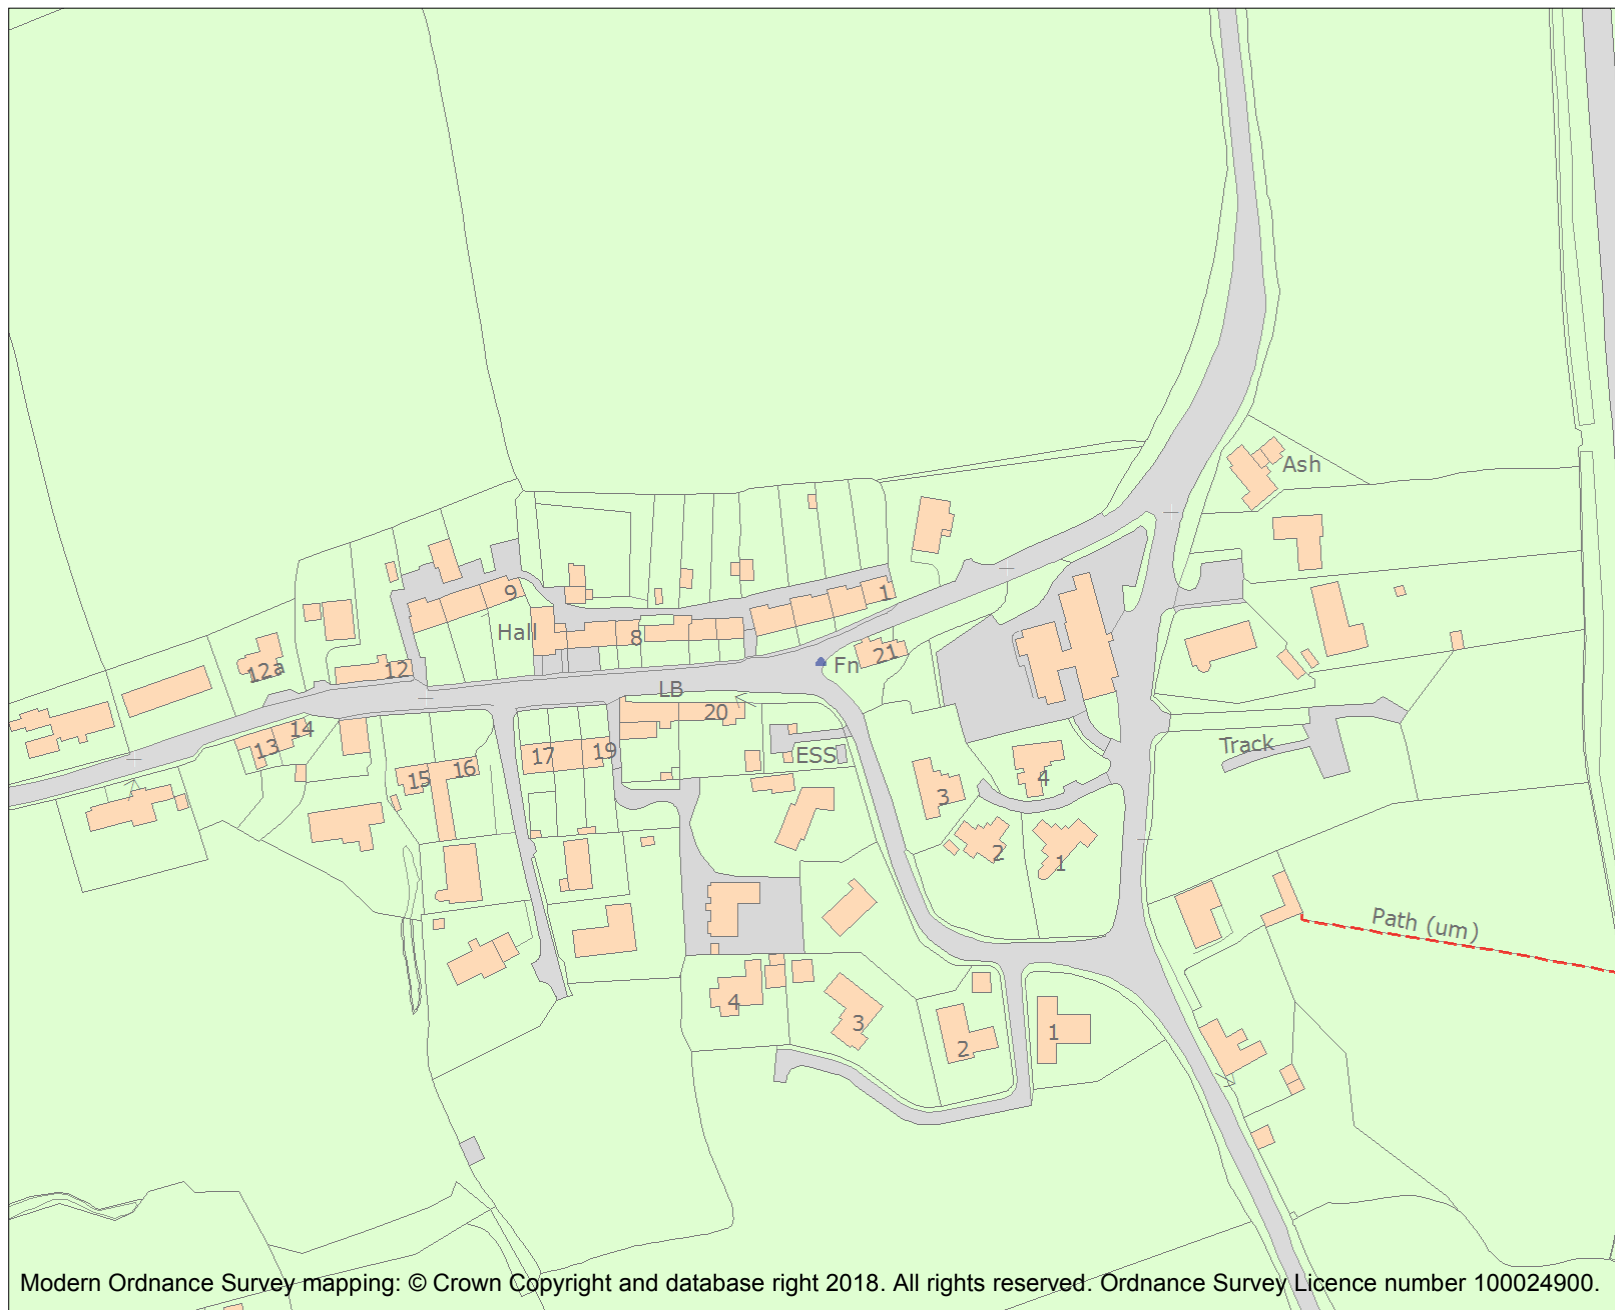 Ash
9
1
Hall
8
12
12a
Fn
21
LB
20
14
13
17
19
ESS
Track
15
16
4
3
2
1
Path (um)
4
3
2
1
Modern Ordnance Survey mapping: © Crown Copyright and database right 2018. All rights reserved. Ordnance Survey Licence number 100024900.